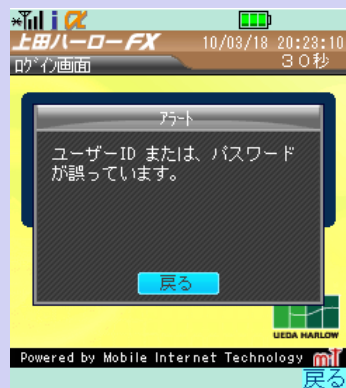 i α
上田ハーローFX 10/03/18 20:23:10
ﾛｸﾞｲﾝ画面 30秒
ｱﾗｰﾄ
ユーザーID または、パスワード
が誤っています。
戻る
UEDA HARLOW
Powered by Mobile Internet Technology mit
戻る